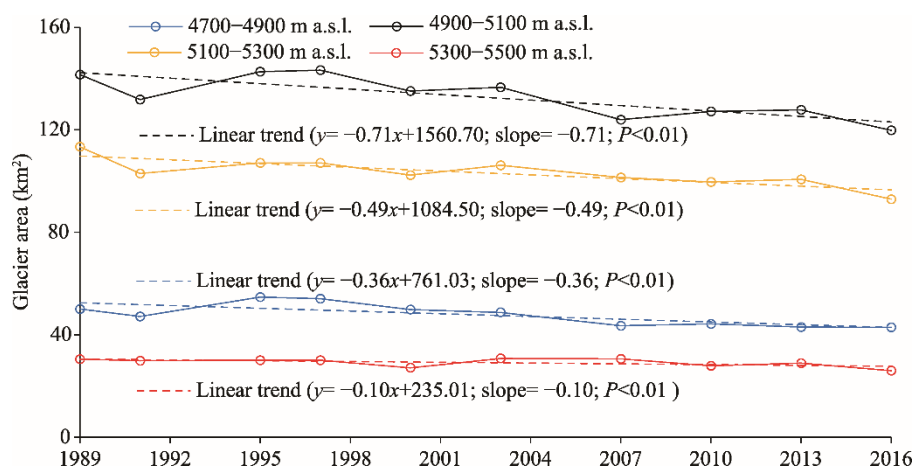 160
4700−4900 m a.s.l.
4900−5100 m a.s.l.
5100−5300 m a.s.l.
5300−5500 m a.s.l.
Linear trend (y= −0.71x+1560.70; slope= −0.71; P<0.01)
120
Linear trend (y= −0.49x+1084.50; slope= −0.49; P<0.01)
80
Glacier area (km²)
Linear trend (y= −0.36x+761.03; slope= −0.36; P<0.01)
40
Linear trend (y= −0.10x+235.01; slope= −0.10; P<0.01 )
0
1989 1992 1995 1998 2001 2004 2007 2010 2013 2016